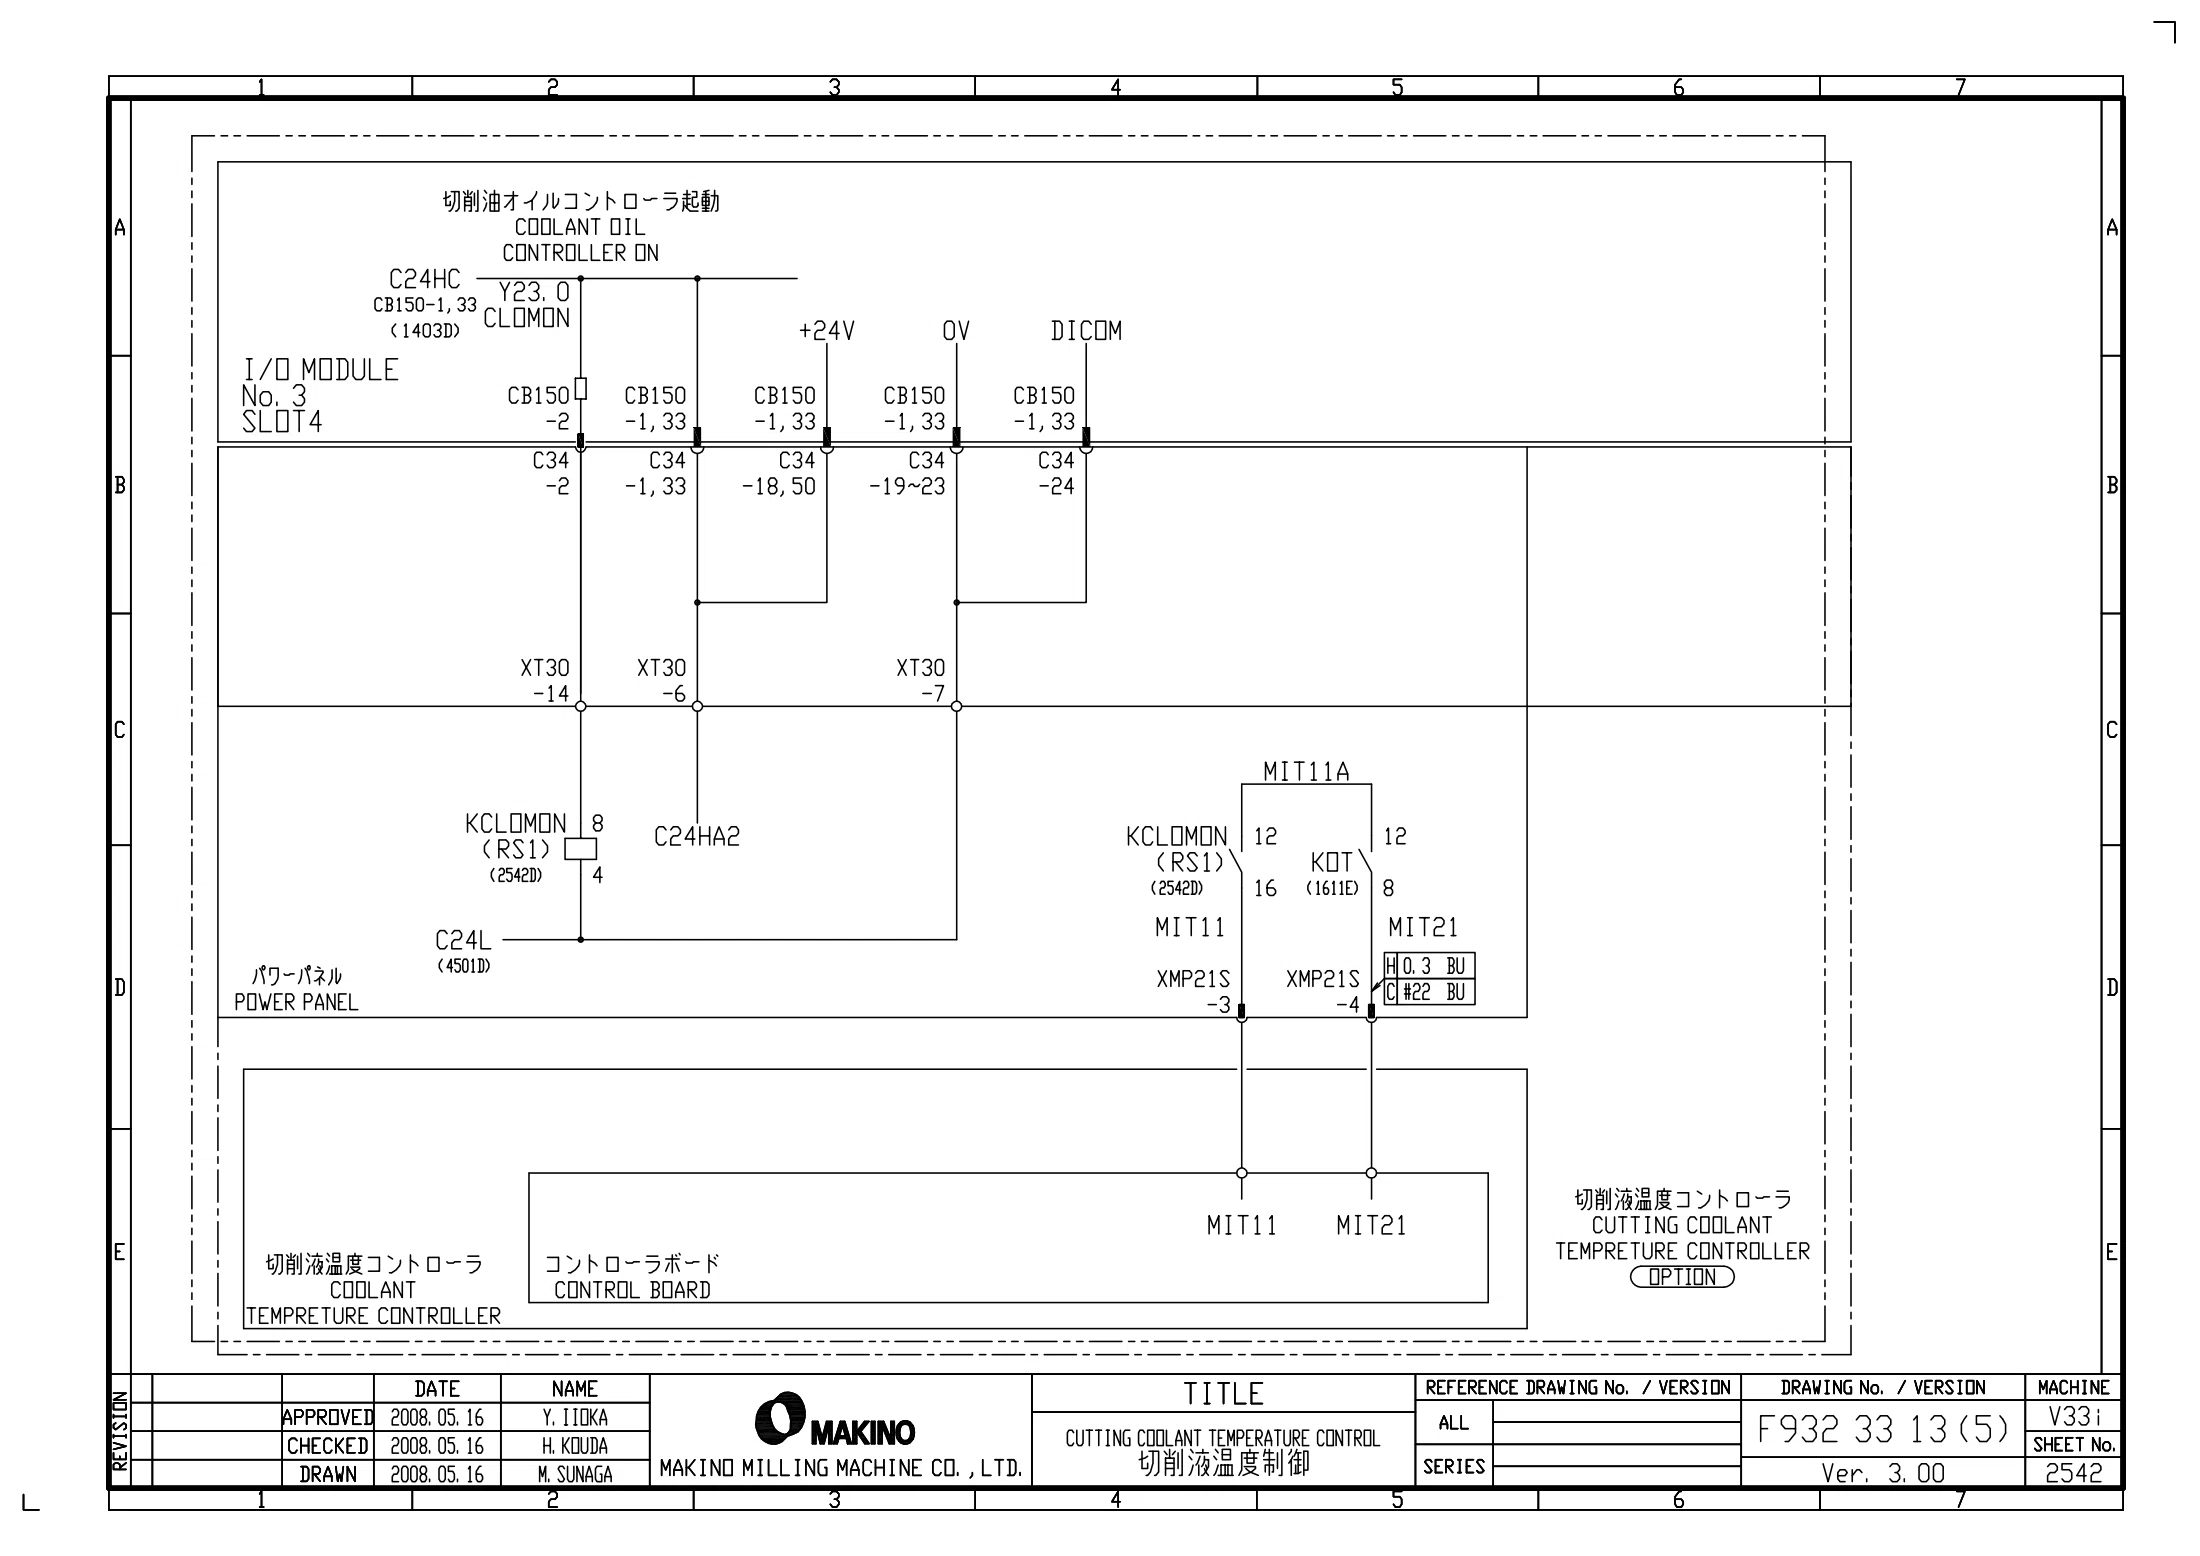 1 2 3 4 5 6 7
A A
切削油オイルコントローラ起動
COOLANT OIL
CONTROLLER ON
C24HC
CB150-1,33
(1403D)
Y23.0
CLOMON
+24V 0V DICOM
I/O MODULE
No. 3
SLOT4
CB150 CB150 CB150 CB150 CB150
-2 -1,33 -1,33 -1,33 -1,33
C34 C34 C34 C34 C34
-2 -1,33 -18,50 -19~23 -24
B B
XT30 XT30 XT30
-14 -6 -7
C C
MIT11A
KCLOMON 8
(RS1)
(2542D) 4
C24HA2
KCLOMON 12
(RS1)
(2542D) 16
12
KOT
(1611E) 8
MIT11 MIT21
C24L
(4501D)
H 0.3 BU
C #22 BU
XMP21S XMP21S
-3 -4
パワーパネル
POWER PANEL
D D
MIT11 MIT21
切削液温度コントローラ
COOLANT
TEMPRETURE CONTROLLER
コントローラボード
CONTROL BOARD
切削液温度コントローラ
CUTTING COOLANT
TEMPRETURE CONTROLLER
OPTION
E E
REVISION
DATE NAME
APPROVED 2008.05.16 Y. IIOKA
CHECKED 2008.05.16 H. KOUDA
DRAWN 2008.05.16 M. SUNAGA
MAKINO
MAKINO MILLING MACHINE CO.,LTD.
TITLE
CUTTING COOLANT TEMPERATURE CONTROL
切削液温度制御
REFERENCE DRAWING No. / VERSION
ALL
SERIES
DRAWING No. / VERSION
F932 33 13(5)
Ver. 3.00
MACHINE
V33i
SHEET No.
2542
1 2 3 4 5 6 7